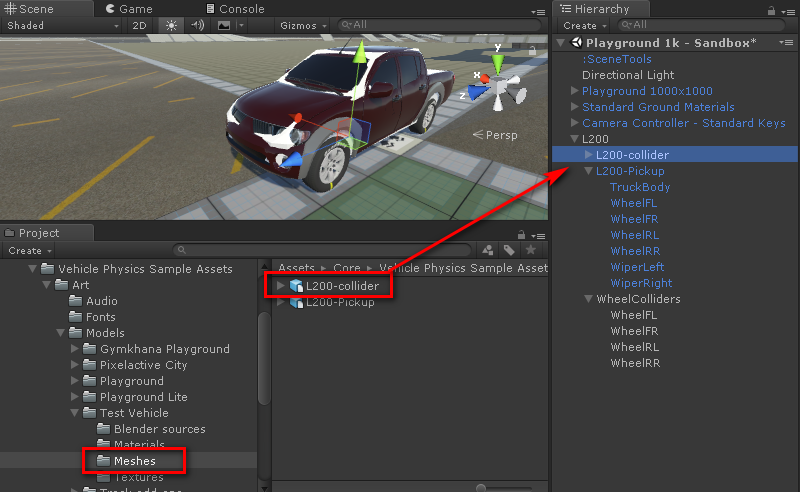 Scene Game Console
Shaded 2D Gizmos All
y
x
z
Persp
Project
Create
Vehicle Physics Sample Assets
Art
Audio
Fonts
Models
Gymkhana Playground
Pixelactive City
Playground
Playground Lite
Test Vehicle
Blender sources
Materials
Meshes
Textures
Assets Core Vehicle Physics Sample Asset
L200-collider
L200-Pickup
Hierarchy
Create All
Playground 1k - Sandbox*
:SceneTools
Directional Light
Playground 1000x1000
Standard Ground Materials
Camera Controller - Standard Keys
L200
L200-collider
L200-Pickup
TruckBody
WheelFL
WheelFR
WheelRL
WheelRR
WiperLeft
WiperRight
WheelColliders
WheelFL
WheelFR
WheelRL
WheelRR